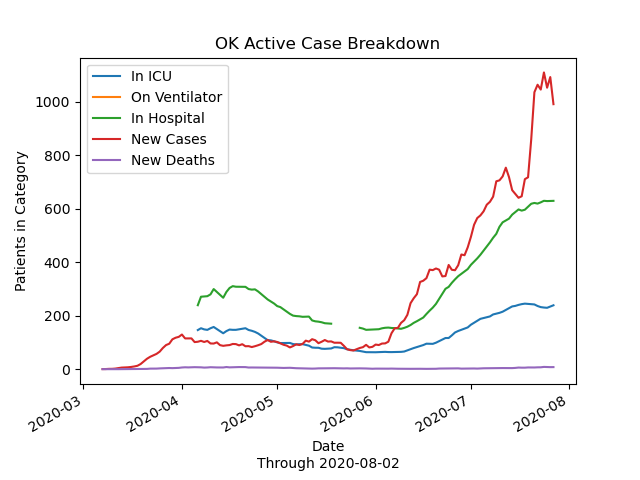 OK Active Case Breakdown
In ICU
On Ventilator
In Hospital
New Cases
New Deaths
Patients in Category
1000
800
600
400
200
0
2020-03
2020-04
2020-05
2020-06
2020-07
2020-08
Date
Through 2020-08-02